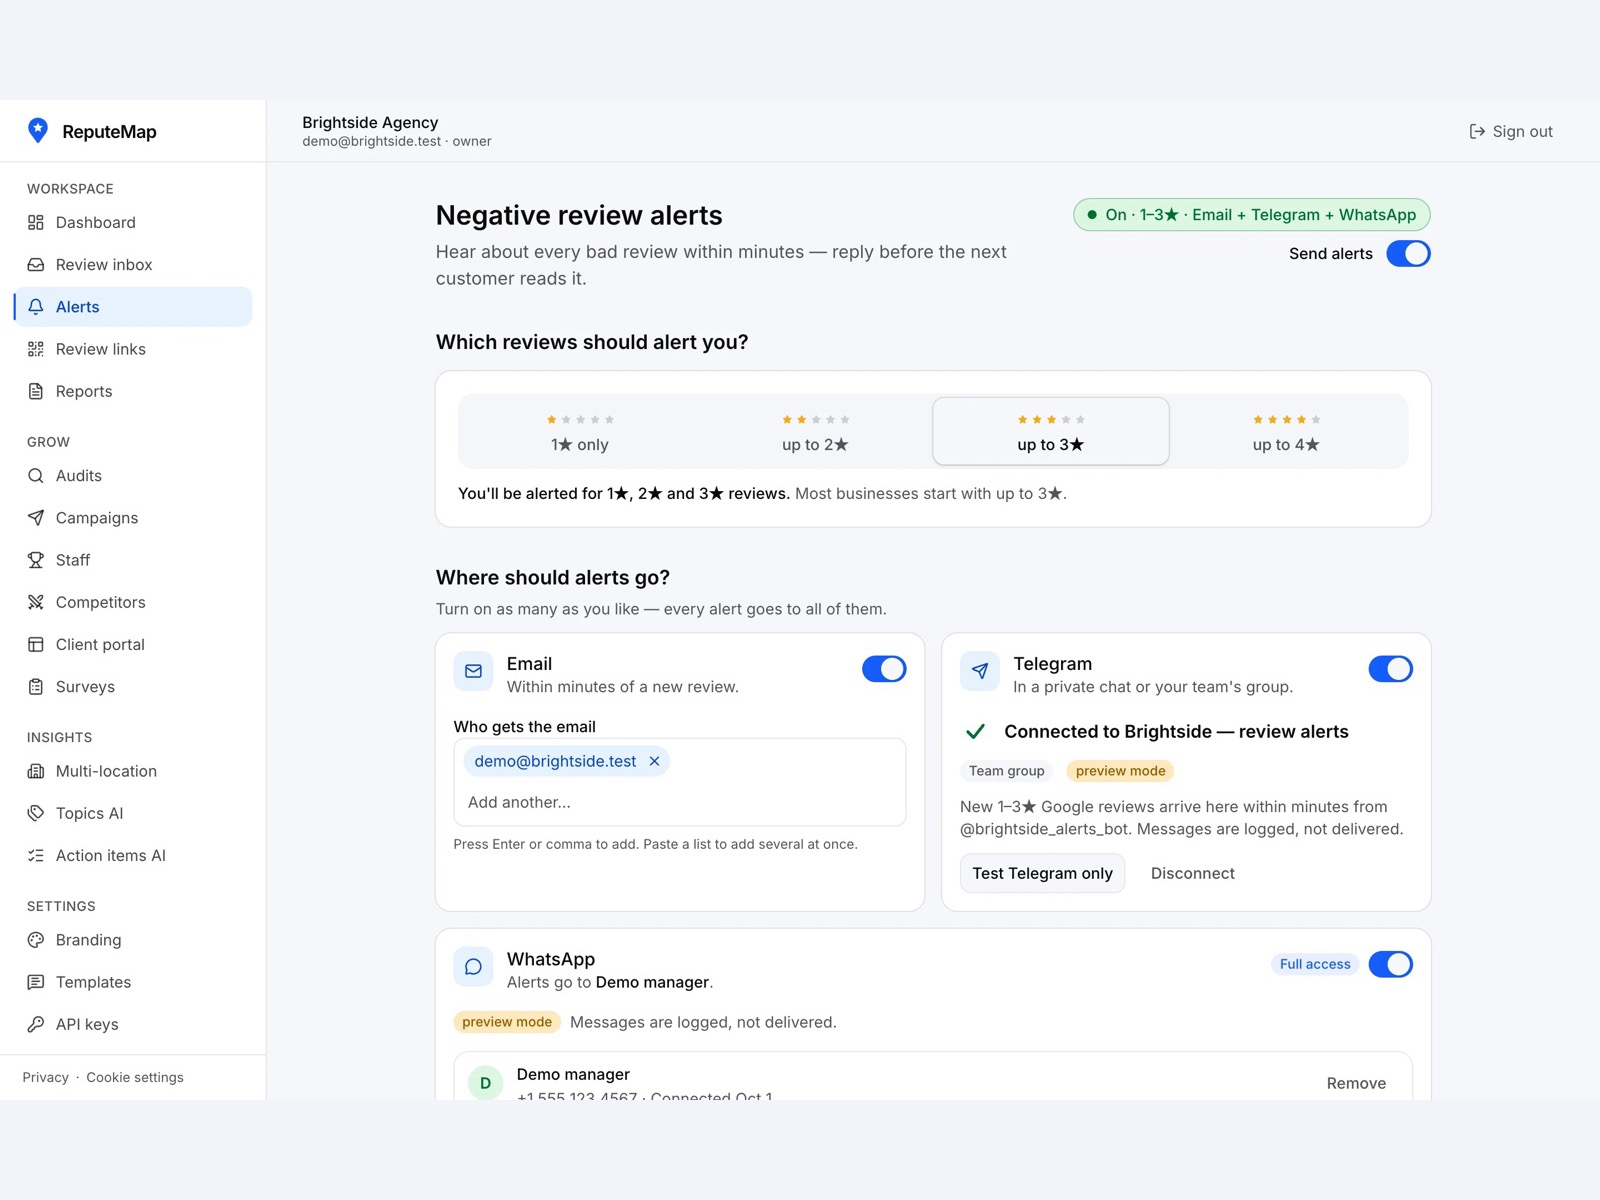 ReputeMap
Brightside Agency
demo@brightside.test · owner
Sign out
WORKSPACE
Dashboard
Review inbox
Alerts
Review links
Reports
GROW
Audits
Campaigns
Staff
Competitors
Client portal
Surveys
INSIGHTS
Multi-location
Topics AI
Action items AI
SETTINGS
Branding
Templates
API keys
Privacy · Cookie settings
Negative review alerts
Hear about every bad review within minutes — reply before the next
customer reads it.
On · 1–3★ · Email + Telegram + WhatsApp
Send alerts
Which reviews should alert you?
1★ only
up to 2★
up to 3★
up to 4★
You'll be alerted for 1★, 2★ and 3★ reviews. Most businesses start with up to 3★.
Where should alerts go?
Turn on as many as you like — every alert goes to all of them.
Email
Within minutes of a new review.
Who gets the email
demo@brightside.test ✕
Add another...
Press Enter or comma to add. Paste a list to add several at once.
Telegram
In a private chat or your team's group.
Connected to Brightside — review alerts
Team group
preview mode
New 1–3★ Google reviews arrive here within minutes from
@brightside_alerts_bot. Messages are logged, not delivered.
Test Telegram only
Disconnect
WhatsApp
Alerts go to Demo manager.
Full access
preview mode
Messages are logged, not delivered.
D
Demo manager
+1 555 123 4567 · Connected Oct 1
Remove